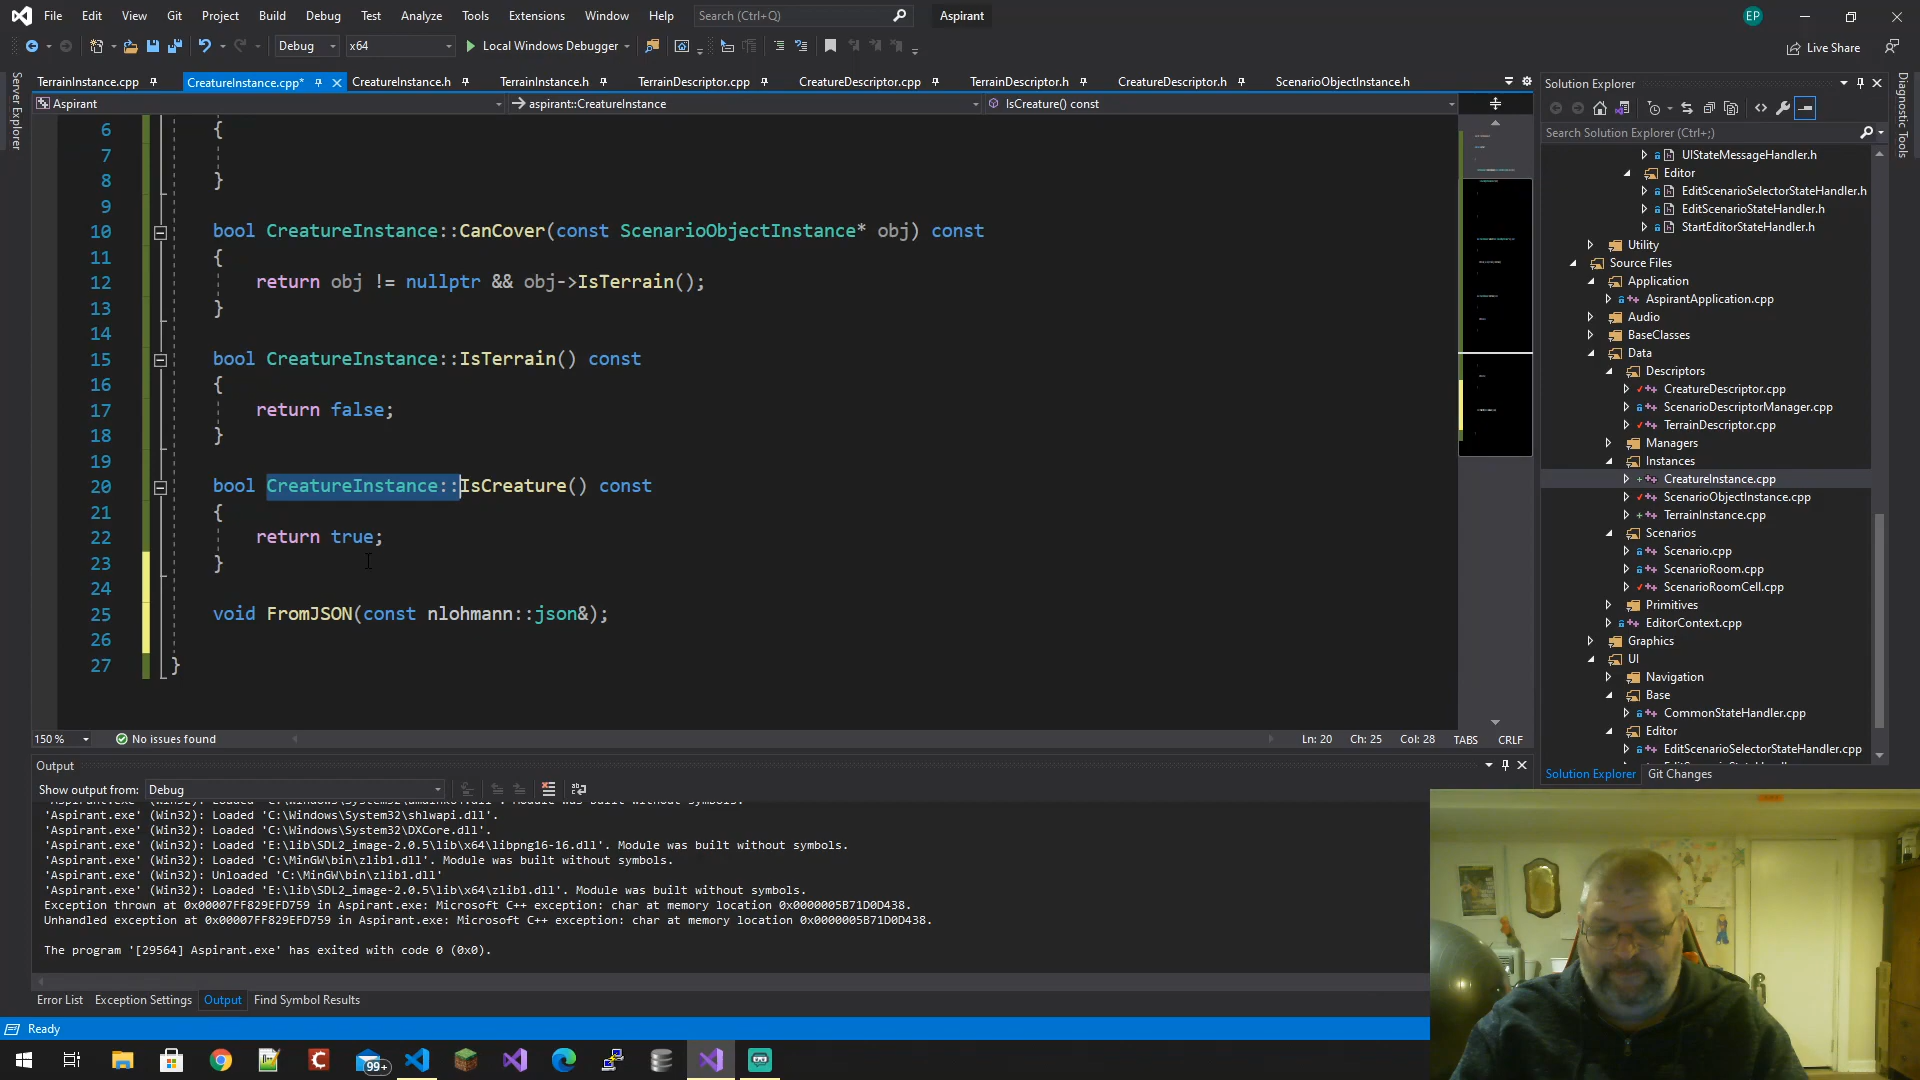 File Edit View Git Project Build Debug Test Analyze Tools Extensions Window Help Search (Ctrl+Q) Aspirant EP
Debug x64 Local Windows Debugger Live Share
TerrainInstance.cpp CreatureInstance.cpp* CreatureInstance.h TerrainInstance.h TerrainDescriptor.cpp CreatureDescriptor.cpp TerrainDescriptor.h CreatureDescriptor.h ScenarioObjectInstance.h
Aspirant aspirant::CreatureInstance IsCreature() const
Server Explorer
6 {
7
8 }
9
10 bool CreatureInstance::CanCover(const ScenarioObjectInstance* obj) const
11 {
12 return obj != nullptr && obj->IsTerrain();
13 }
14
15 bool CreatureInstance::IsTerrain() const
16 {
17 return false;
18 }
19
20 bool CreatureInstance::IsCreature() const
21 {
22 return true;
23 }
24
25 void FromJSON(const nlohmann::json&);
26
27 }
150 % No issues found Ln: 20 Ch: 25 Col: 28 TABS CRLF
Output
Show output from: Debug
'Aspirant.exe' (Win32): Loaded 'C:\Windows\System32\shlwapi.dll'.
'Aspirant.exe' (Win32): Loaded 'C:\Windows\System32\DXCore.dll'.
'Aspirant.exe' (Win32): Loaded 'E:\lib\SDL2_image-2.0.5\lib\x64\libpng16-16.dll'. Module was built without symbols.
'Aspirant.exe' (Win32): Loaded 'C:\MinGW\bin\zlib1.dll'. Module was built without symbols.
'Aspirant.exe' (Win32): Unloaded 'C:\MinGW\bin\zlib1.dll'
'Aspirant.exe' (Win32): Loaded 'E:\lib\SDL2_image-2.0.5\lib\x64\zlib1.dll'. Module was built without symbols.
Exception thrown at 0x00007FF829EFD759 in Aspirant.exe: Microsoft C++ exception: char at memory location 0x0000005B71D0D438.
Unhandled exception at 0x00007FF829EFD759 in Aspirant.exe: Microsoft C++ exception: char at memory location 0x0000005B71D0D438.
The program '[29564] Aspirant.exe' has exited with code 0 (0x0).
Error List Exception Settings Output Find Symbol Results
Ready
99+
Solution Explorer
Search Solution Explorer (Ctrl+;)
UIStateMessageHandler.h
Editor
EditScenarioSelectorStateHandler.h
EditScenarioStateHandler.h
StartEditorStateHandler.h
Utility
Source Files
Application
AspirantApplication.cpp
Audio
BaseClasses
Data
Descriptors
CreatureDescriptor.cpp
ScenarioDescriptorManager.cpp
TerrainDescriptor.cpp
Managers
Instances
CreatureInstance.cpp
ScenarioObjectInstance.cpp
TerrainInstance.cpp
Scenarios
Scenario.cpp
ScenarioRoom.cpp
ScenarioRoomCell.cpp
Primitives
EditorContext.cpp
Graphics
UI
Navigation
Base
CommonStateHandler.cpp
Editor
EditScenarioSelectorStateHandler.cpp
Solution Explorer Git Changes
Diagnostic Tools